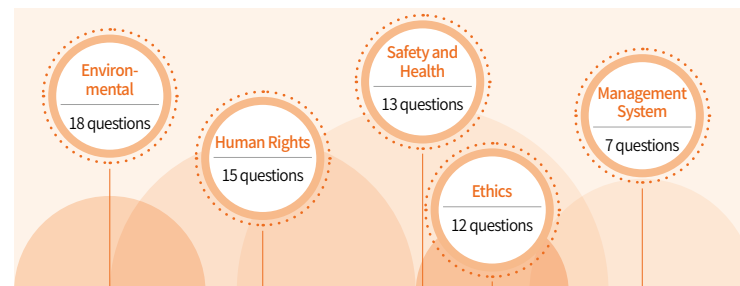 Environ-
mental
18 questions
Human Rights
15 questions
Safety and
Health
13 questions
Ethics
12 questions
Management
System
7 questions